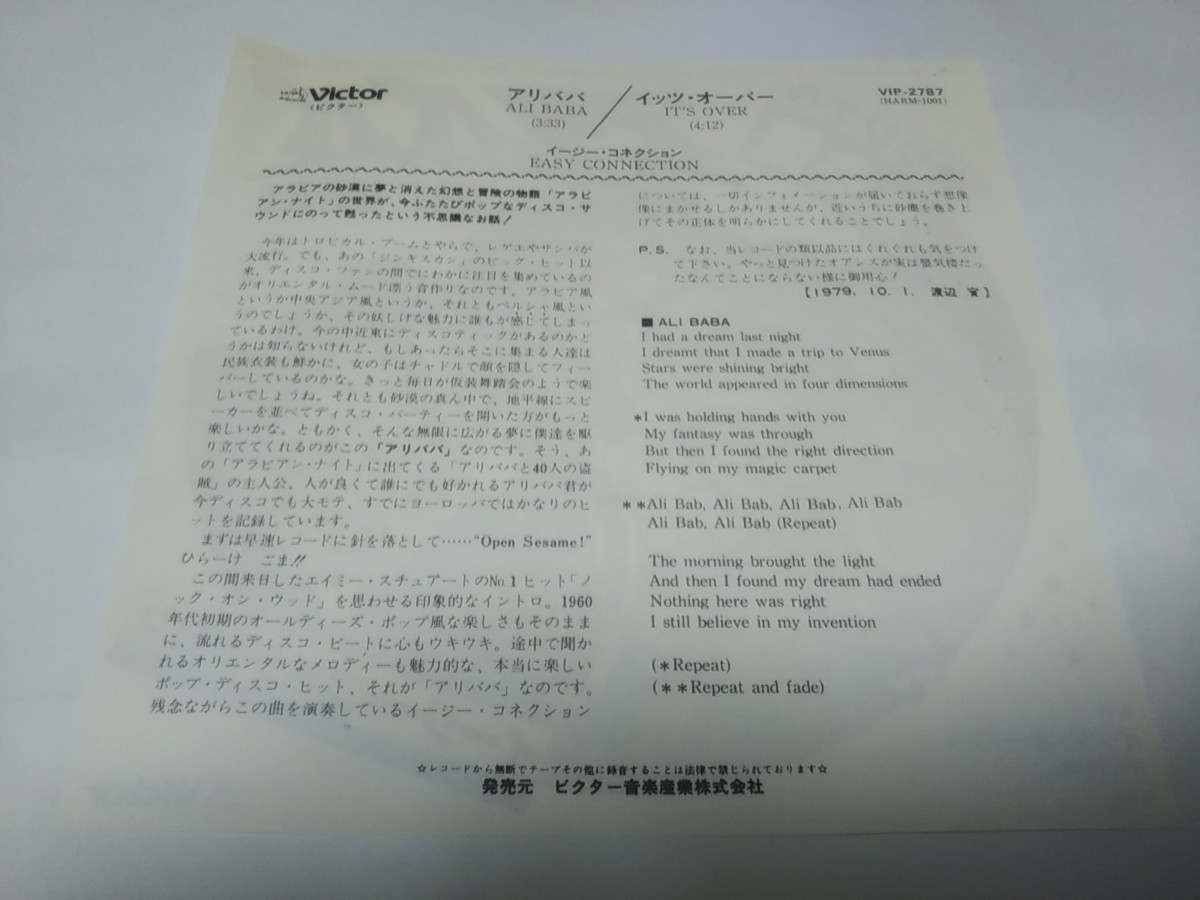 Victor
〈ビクター〉
アリババ
ALI BABA
(3:33)
イッツ・オーバー
IT'S OVER
(4:12)
VIP-2787
(HARM-1001)
イージー・コネクション
EASY CONNECTION
アラビアの砂漠に夢と消えた幻想と冒険の物語「アラビ
アン・ナイト」の世界が、今ふたたびポップなディスコ・サ
ウンドにのって甦ったという不思議なお話！
今年はトロピカル・ブームとやらで、レゲエやサンバが
大流行。でも、あの「ジンギスカン」のビッグ・ヒット以
来、ディスコ・ファンの間でにわかに注目を集めているの
がオリエンタル・ムード漂う音作りなのです。アラビア風
というか中央アジア風というか、それともペルシャ風とい
うのでしょうか、その妖しげな魅力に誰もが感じてしまっ
ているわけ。今の中近東にディスコティックがあるのかど
うかは知らないけれど、もしあったらそこに集まる人達は
民族衣装も鮮かに、女の子はチャドルで顔を隠してフィー
バーしているのかな。きっと毎日が仮装舞踏会のようで楽
しいでしょうね。それとも砂漠の真ん中で、地平線にスピ
ーカーを並べてディスコ・パーティーを開いた方がもっと
楽しいかな。ともかく、そんな無限に広がる夢に僕達を駆
り立ててくれるのがこの「アリババ」なのです。そう、あ
の「アラビアン・ナイト」に出てくる「アリババと40人の盗
賊」の主人公、人が良くて誰にでも好かれるアリババ君が
今ディスコでも大モテ、すでにヨーロッパではかなりのヒ
ットを記録しています。
まずは早速レコードに針を落として……“Open Sesame!”
ひらーけ　ごま!!
この間来日したエイミー・スチュアートのNo.1ヒット「ノ
ック・オン・ウッド」を思わせる印象的なイントロ。1960
年代初期のオールディーズ・ポップ風な楽しさもそのまま
に、流れるディスコ・ビートに心もウキウキ。途中で聞か
れるオリエンタルなメロディーも魅力的な、本当に楽しい
ポップ・ディスコ・ヒット、それが「アリババ」なのです。
残念ながらこの曲を演奏しているイージー・コネクション
については、一切インフォメーションが届いておらず想像
像にまかせるしかありませんが、近いうちに砂塵を巻き上
げてその正体を明らかにしてくれることでしょう。
P.S.　なお、当レコードの類似品にはくれぐれも気をつけ
て下さい。やっと見つけたオアシスが実は蜃気楼だっ
たなんてことにならない様に御用心！
【1979. 10. 1.　渡辺　実】
■ ALI BABA
I had a dream last night
I dreamt that I made a trip to Venus
Stars were shining bright
The world appeared in four dimensions
*I was holding hands with you
My fantasy was through
But then I found the right direction
Flying on my magic carpet
**Ali Bab, Ali Bab, Ali Bab, Ali Bab
Ali Bab, Ali Bab (Repeat)
The morning brought the light
And then I found my dream had ended
Nothing here was right
I still believe in my invention
(*Repeat)
(**Repeat and fade)
☆レコードから無断でテープその他に録音することは法律で禁じられております☆
発売元　ビクター音楽産業株式会社